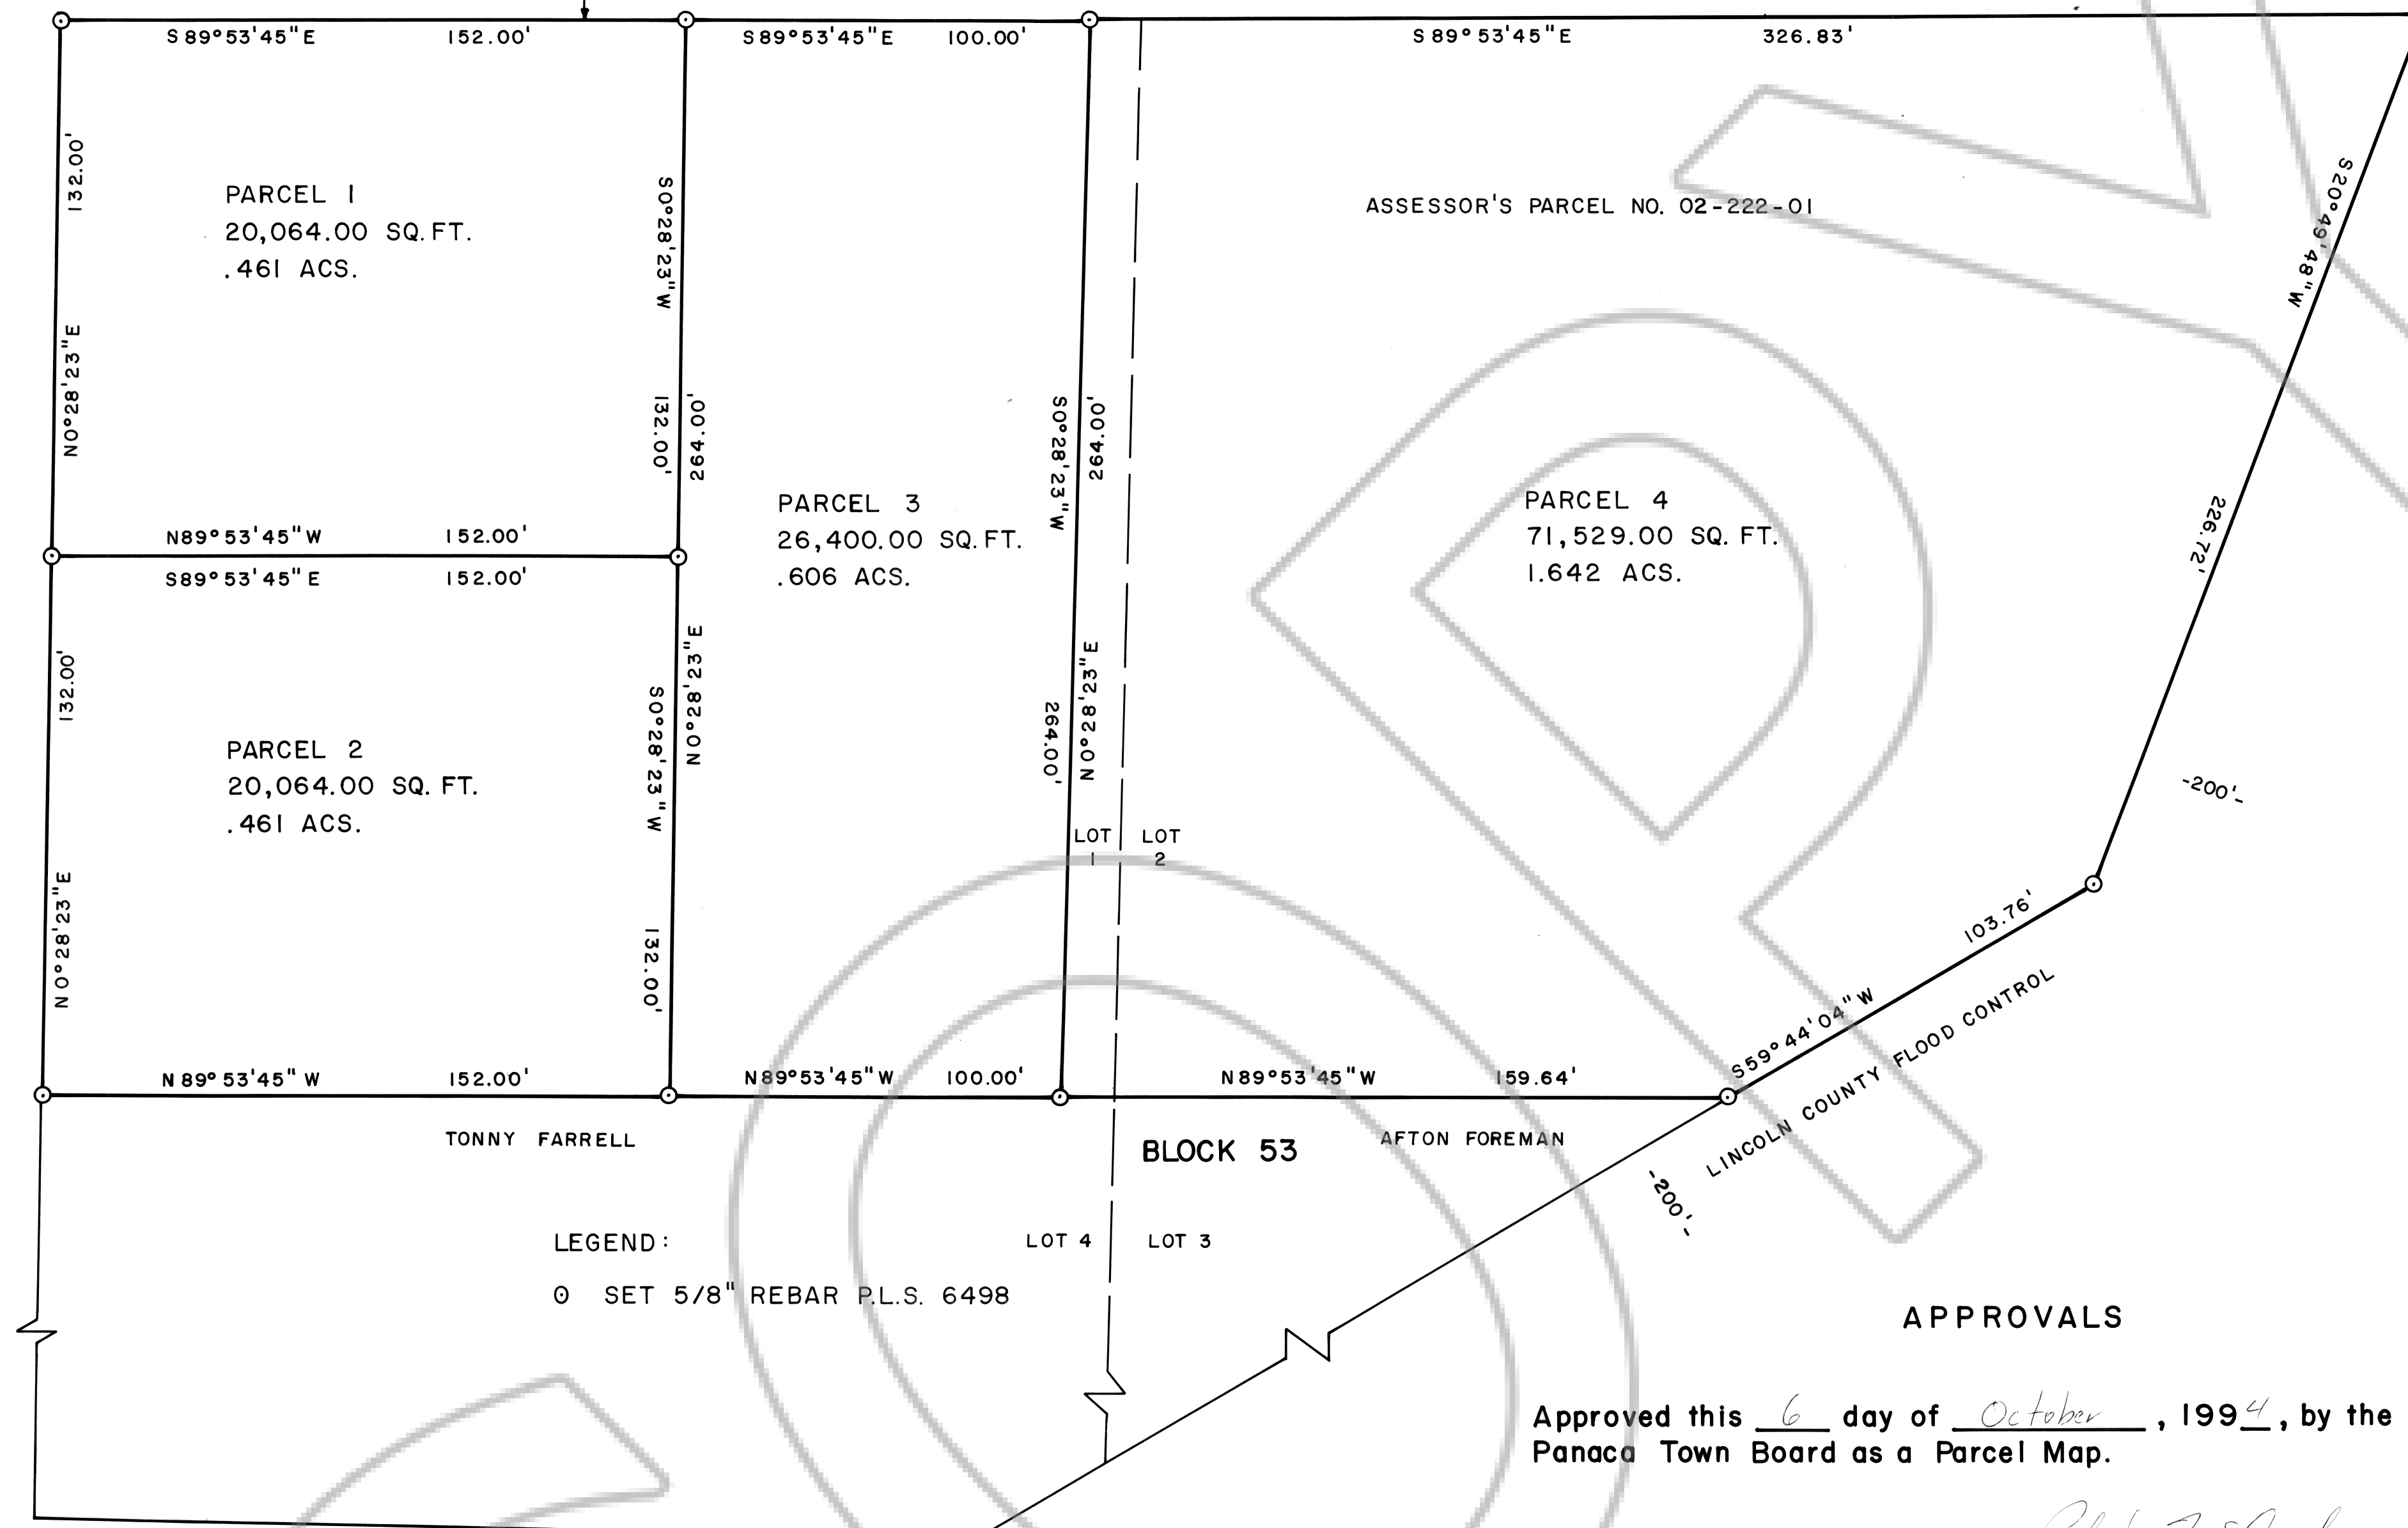 S 89°53'45"E 152.00'
S 89°53'45"E 100.00'
S 89°53'45"E 326.83'
132.00'
N0°28'23"E
PARCEL 1
20,064.00 SQ. FT.
.461 ACS.
S0°28'23"W
132.00'
264.00'
N89°53'45"W 152.00'
S89°53'45"E 152.00'
PARCEL 3
26,400.00 SQ. FT.
.606 ACS.
S0°28'23"W
264.00'
ASSESSOR'S PARCEL NO. 02-222-01
PARCEL 4
71,529.00 SQ. FT.
1.642 ACS.
S20°49'48"W
226.72'
132.00'
N0°28'23"E
PARCEL 2
20,064.00 SQ. FT.
.461 ACS.
N0°28'23"E
S0°28'23"W
132.00'
N0°28'23"E
264.00'
LOT
1
LOT
2
-200'-
103.76'
S59°44'04"W
LINCOLN COUNTY FLOOD CONTROL
-200'-
N 89°53'45"W 152.00'
N89°53'45"W 100.00'
N89°53'45"W 159.64'
TONNY FARRELL
BLOCK 53
AFTON FOREMAN
LEGEND:
⊙ SET 5/8" REBAR P.L.S. 6498
LOT 4
LOT 3
APPROVALS
Approved this 6 day of October, 1994, by the
Panaca Town Board as a Parcel Map.